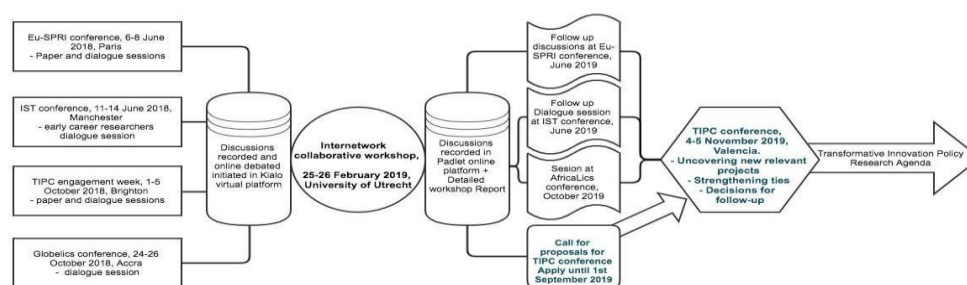 Eu-SPRI conference, 6-8 June
2018, Paris
- Paper and dialogue sessions
IST conference, 11-14 June 2018,
Manchester
- early career researchers
dialogue session
TIPC engagement week, 1-5
October 2018, Brighton
- paper and dialogue sessions
Globelics conference, 24-26
October 2018, Accra
- dialogue session
Discussions
recorded and
online debated
initiated in Kialo
virtual platform
Internetwork
collaborative workshop,
25-26 February 2019,
University of Utrecht
Discussions
recorded in
Padlet online
platform +
Detailed
workshop Report
Follow up
discussions at Eu-
SPRI conference,
June 2019
Follow up
Dialogue session
at IST conference,
June 2019
Sesion at
AfricaLics
conference,
October 2019
Call for
proposals for
TIPC conference
Apply until 1st
September 2019
TIPC conference,
4-5 November 2019,
Valencia.
- Uncovering new relevant
projects
- Strengthening ties
- Decisions for
follow-up
Transformative Innovation Policy
Research Agenda